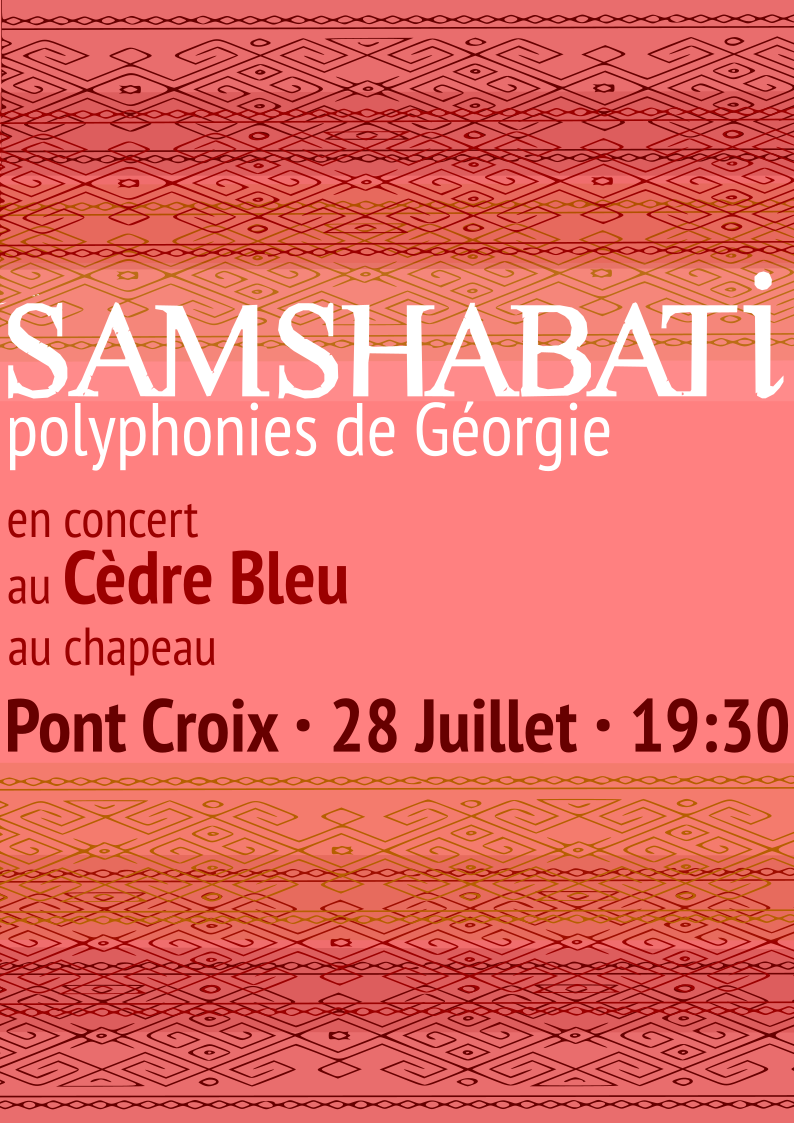 SAMSHABATi
polyphonies de Géorgie
en concert
au Cèdre Bleu
au chapeau
Pont Croix • 28 Juillet • 19:30